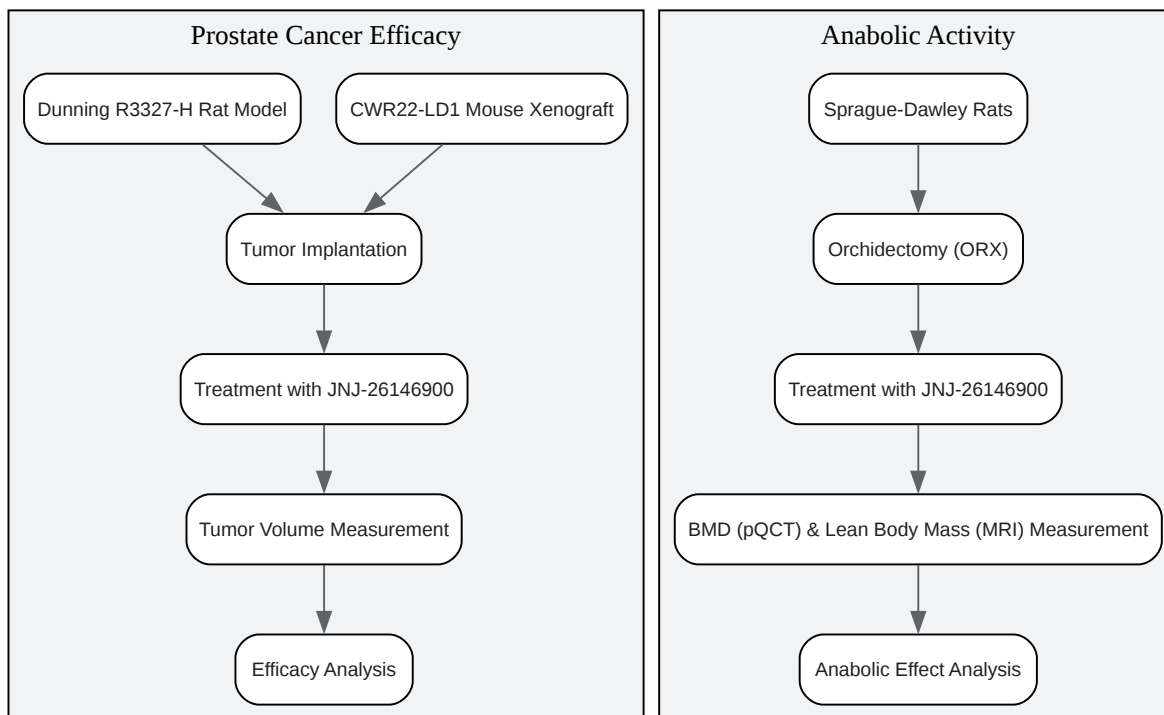 Prostate Cancer Efficacy
Dunning R3327-H Rat Model
CWR22-LD1 Mouse Xenograft
Tumor Implantation
Treatment with JNJ-26146900
Tumor Volume Measurement
Efficacy Analysis
Anabolic Activity
Sprague-Dawley Rats
Orchidectomy (ORX)
Treatment with JNJ-26146900
BMD (pQCT) & Lean Body Mass (MRI) Measurement
Anabolic Effect Analysis